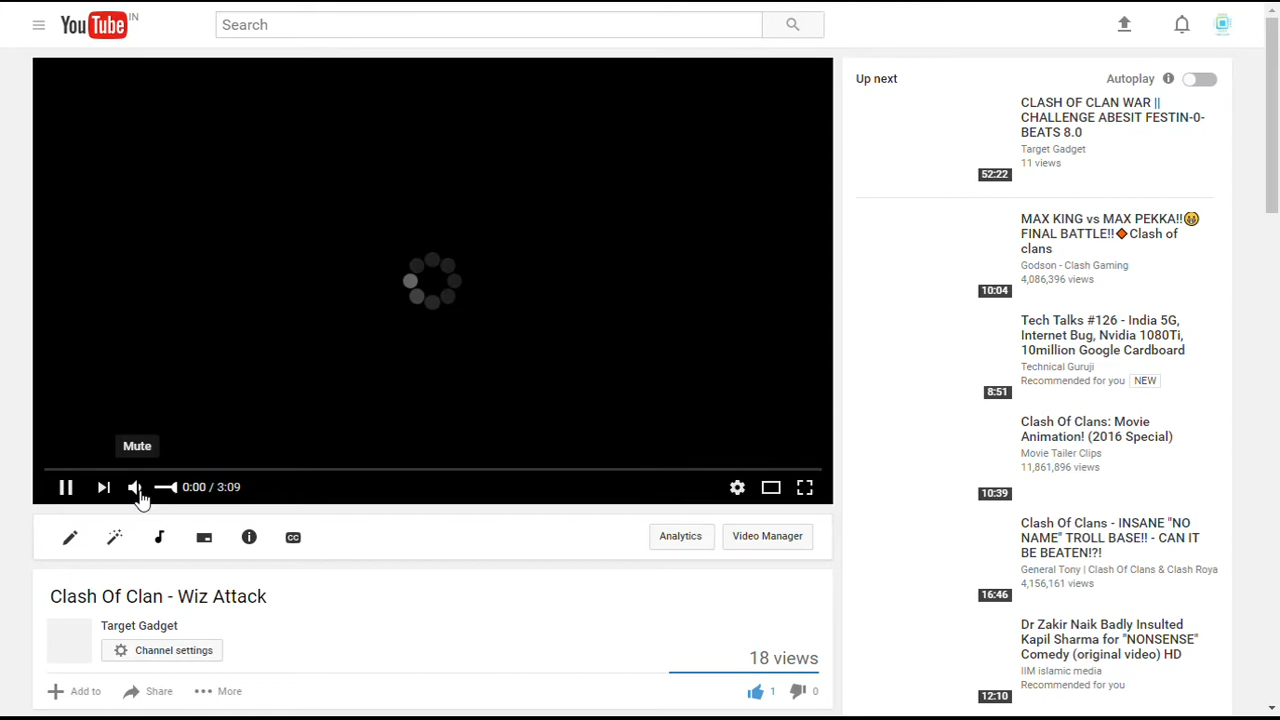 YouTube IN
Search
Up next
Autoplay
CLASH OF CLAN WAR ||
CHALLENGE ABESIT FESTIN-0-
BEATS 8.0
Target Gadget
11 views
52:22
MAX KING vs MAX PEKKA!!😁
FINAL BATTLE!!🔶Clash of
clans
Godson - Clash Gaming
4,086,396 views
10:04
Tech Talks #126 - India 5G,
Internet Bug, Nvidia 1080Ti,
10million Google Cardboard
Technical Guruji
Recommended for you NEW
8:51
Clash Of Clans: Movie
Animation! (2016 Special)
Movie Tailer Clips
11,861,896 views
10:39
Clash Of Clans - INSANE "NO
NAME" TROLL BASE!! - CAN IT
BE BEATEN!?!
General Tony | Clash Of Clans & Clash Roya
4,156,161 views
16:46
Dr Zakir Naik Badly Insulted
Kapil Sharma for "NONSENSE"
Comedy (original video) HD
IIM islamic media
Recommended for you
12:10
Mute
0:00 / 3:09
CC
Analytics
Video Manager
Clash Of Clan - Wiz Attack
Target Gadget
Channel settings
18 views
Add to
Share
More
1
0